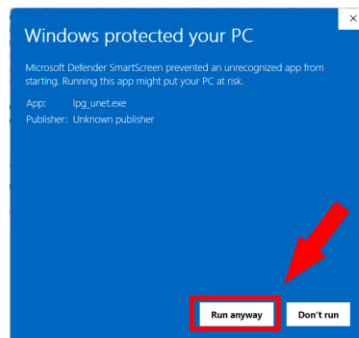 Windows protected your PC
Microsoft Defender SmartScreen prevented an unrecognized app from
starting. Running this app might put your PC at risk.
App: lpg_unet.exe
Publisher: Unknown publisher
Run anyway
Don't run